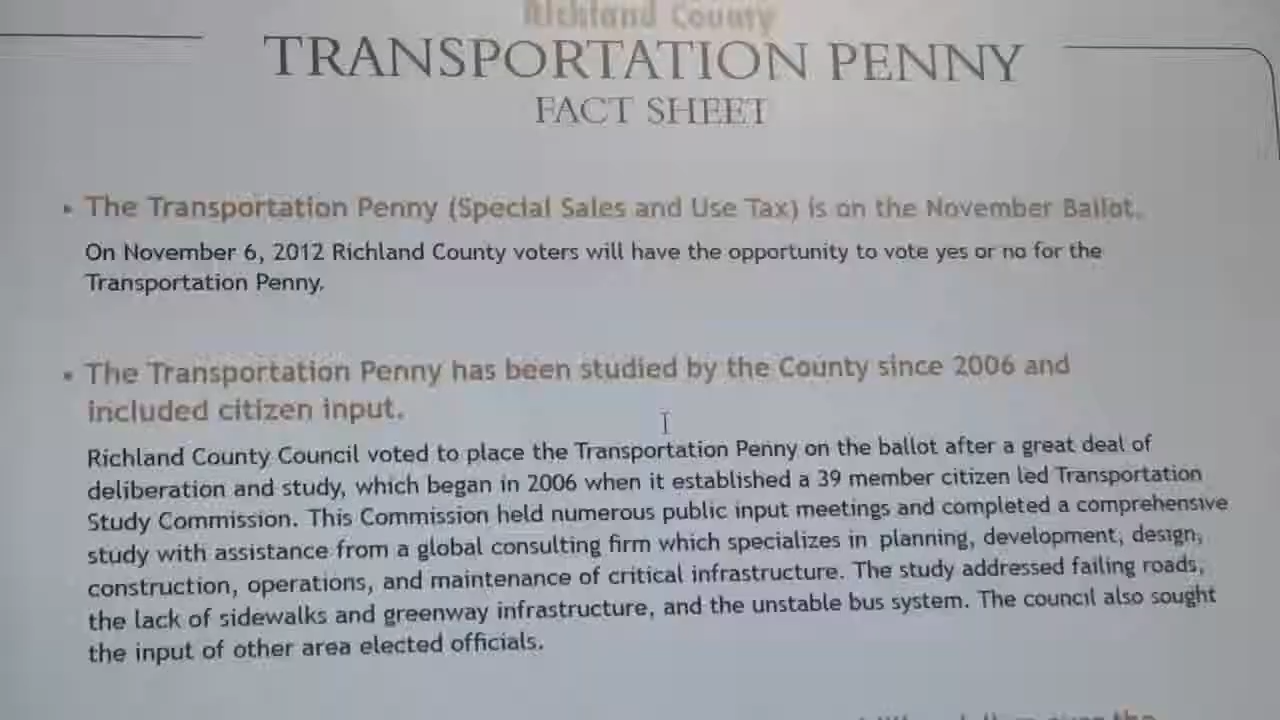 Richland County
TRANSPORTATION PENNY
FACT SHEET
• The Transportation Penny (Special Sales and Use Tax) is on the November Ballot.
On November 6, 2012 Richland County voters will have the opportunity to vote yes or no for the
Transportation Penny.
• The Transportation Penny has been studied by the County since 2006 and
included citizen input.
Richland County Council voted to place the Transportation Penny on the ballot after a great deal of
deliberation and study, which began in 2006 when it established a 39 member citizen led Transportation
Study Commission. This Commission held numerous public input meetings and completed a comprehensive
study with assistance from a global consulting firm which specializes in planning, development, design,
construction, operations, and maintenance of critical infrastructure. The study addressed failing roads,
the lack of sidewalks and greenway infrastructure, and the unstable bus system. The council also sought
the input of other area elected officials.
the